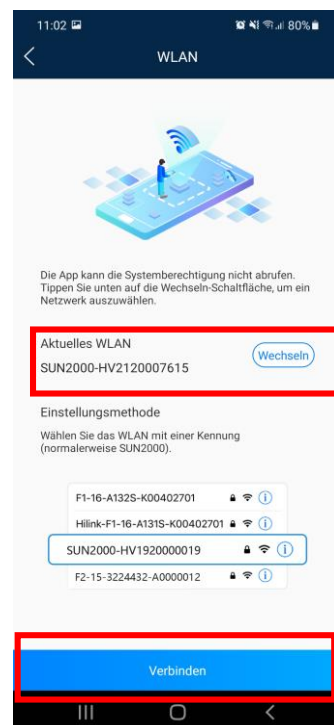 11:02 80%
WLAN
Die App kann die Systemberechtigung nicht abrufen.
Tippen Sie unten auf die Wechseln-Schaltfläche, um ein
Netzwerk auszuwählen.
Aktuelles WLAN
Wechseln
SUN2000-HV2120007615
Einstellungsmethode
Wählen Sie das WLAN mit einer Kennung
(normalerweise SUN2000).
F1-16-A132S-K00402701
Hilink-F1-16-A131S-K00402701
SUN2000-HV1920000019
F2-15-3224432-A0000012
Verbinden